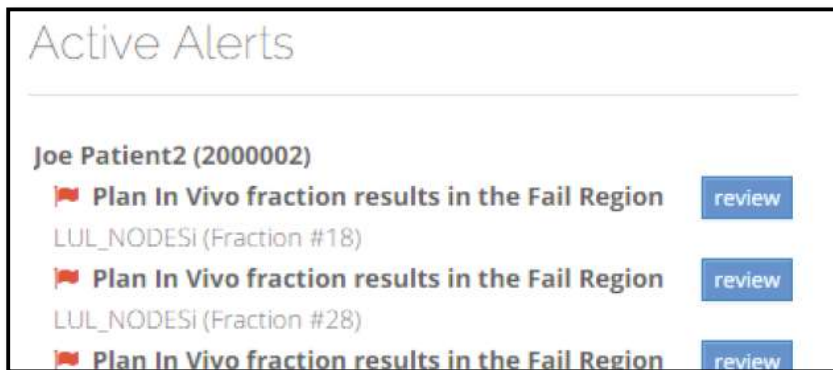 Active Alerts
Joe Patient2 (2000002)
Plan In Vivo fraction results in the Fail Region review
LUL_NODESi (Fraction #18)
Plan In Vivo fraction results in the Fail Region review
LUL_NODESi (Fraction #28)
Plan In Vivo fraction results in the Fail Region review